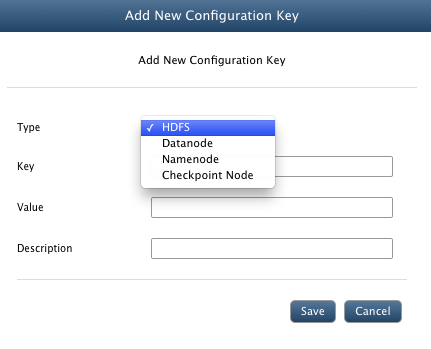 Add New Configuration Key
Add New Configuration Key
Type
✓ HDFS
Datanode
Namenode
Checkpoint Node
Key
Value
Description
Save Cancel